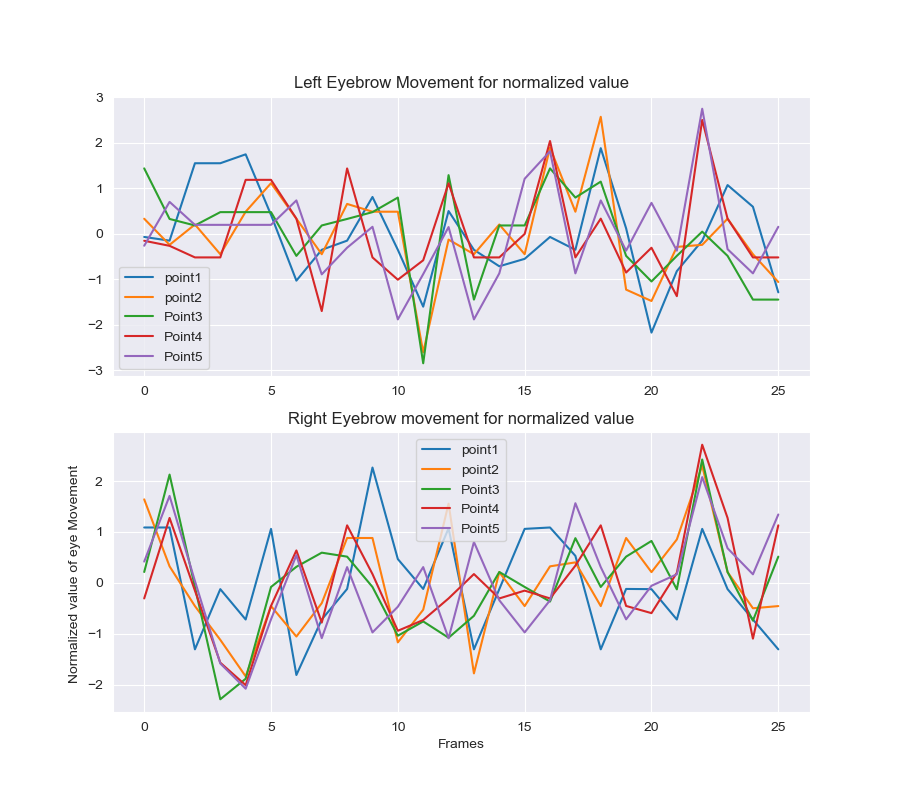 Left Eyebrow Movement for normalized value
3
2
1
0
−1
−2
−3
point1
point2
Point3
Point4
Point5
0 5 10 15 20 25
Right Eyebrow movement for normalized value
Normalized value of eye Movement
2
1
0
−1
−2
point1
point2
Point3
Point4
Point5
0 5 10 15 20 25
Frames